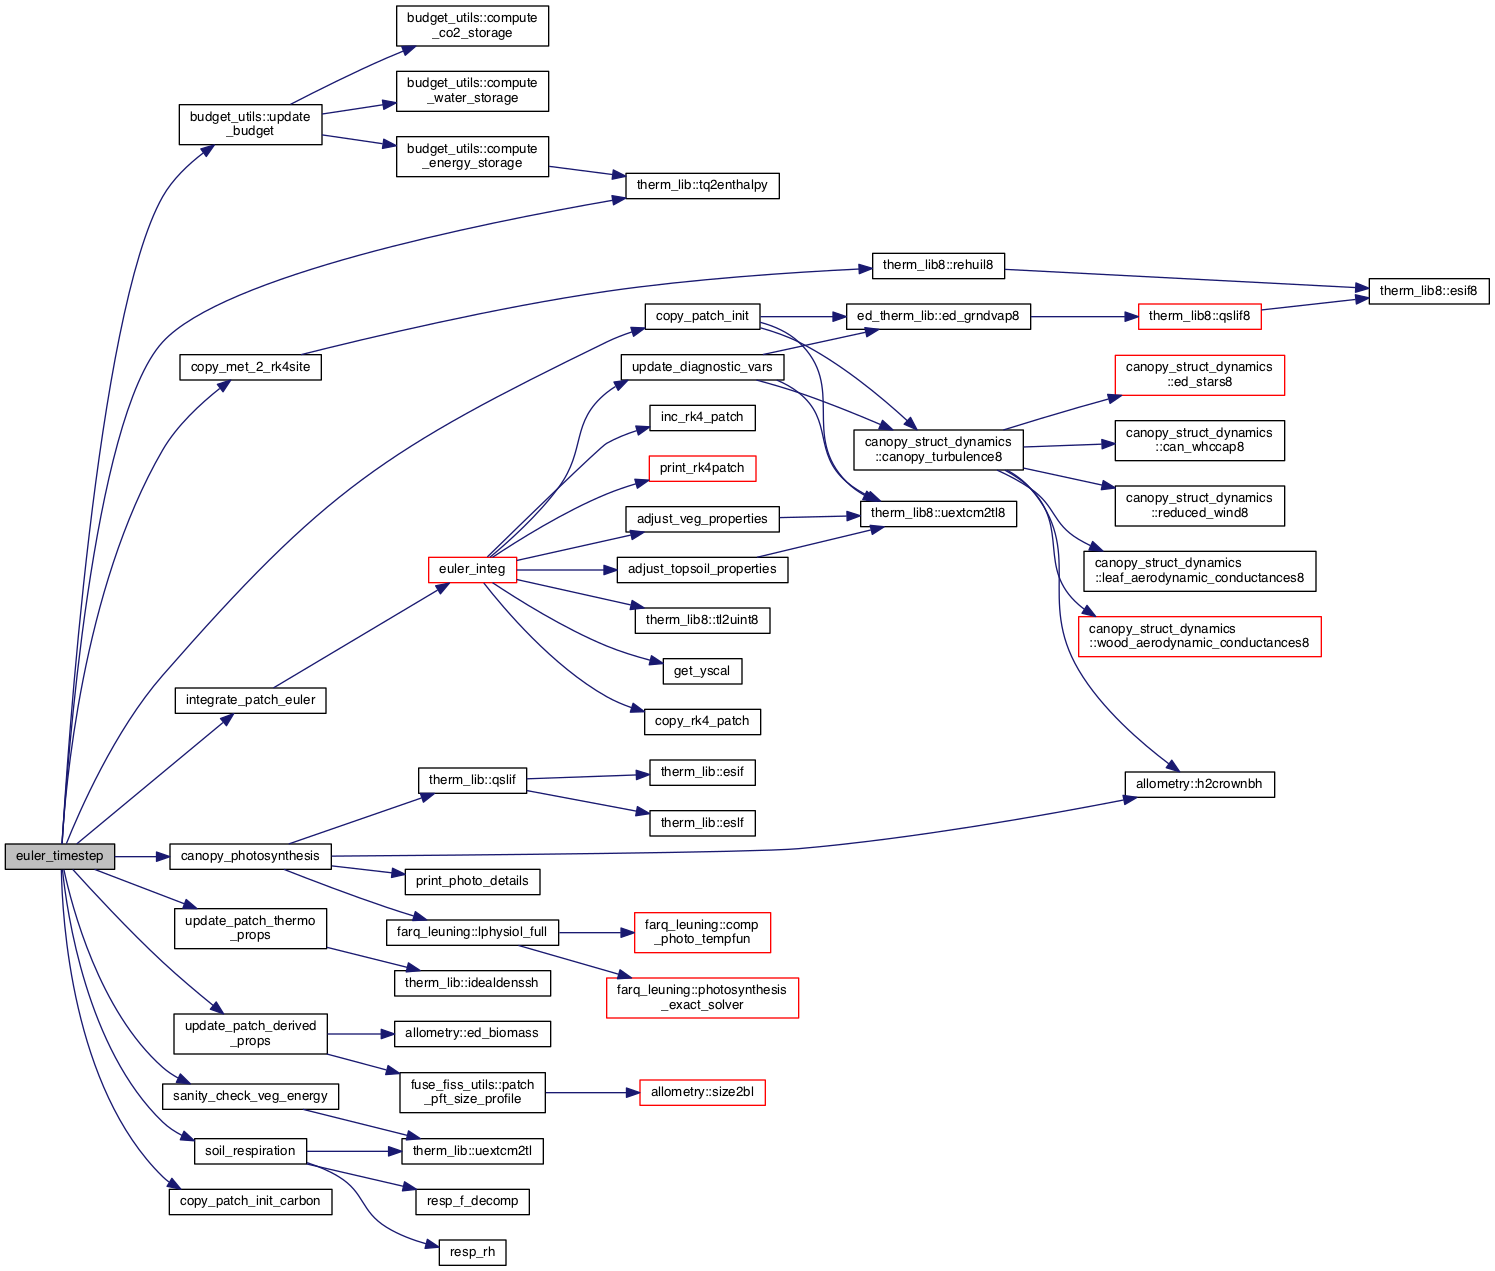 budget_utils::compute
_co2_storage
budget_utils::compute
_water_storage
budget_utils::update
_budget
budget_utils::compute
_energy_storage
therm_lib::tq2enthalpy
therm_lib8::rehuil8
therm_lib8::esif8
copy_patch_init
ed_therm_lib::ed_grndvap8
therm_lib8::qslif8
copy_met_2_rk4site
update_diagnostic_vars
canopy_struct_dynamics
::ed_stars8
inc_rk4_patch
canopy_struct_dynamics
::canopy_turbulence8
canopy_struct_dynamics
::can_whccap8
print_rk4patch
canopy_struct_dynamics
::reduced_wind8
adjust_veg_properties
therm_lib8::uextcm2tl8
euler_integ
adjust_topsoil_properties
canopy_struct_dynamics
::leaf_aerodynamic_conductances8
therm_lib8::tl2uint8
canopy_struct_dynamics
::wood_aerodynamic_conductances8
get_yscal
integrate_patch_euler
copy_rk4_patch
therm_lib::qslif
therm_lib::esif
allometry::h2crownbh
therm_lib::eslf
euler_timestep
canopy_photosynthesis
print_photo_details
update_patch_thermo
_props
farq_leuning::lphysiol_full
farq_leuning::comp
_photo_tempfun
therm_lib::idealdenssh
farq_leuning::photosynthesis
_exact_solver
update_patch_derived
_props
allometry::ed_biomass
sanity_check_veg_energy
fuse_fiss_utils::patch
_pft_size_profile
allometry::size2bl
soil_respiration
therm_lib::uextcm2tl
copy_patch_init_carbon
resp_f_decomp
resp_rh